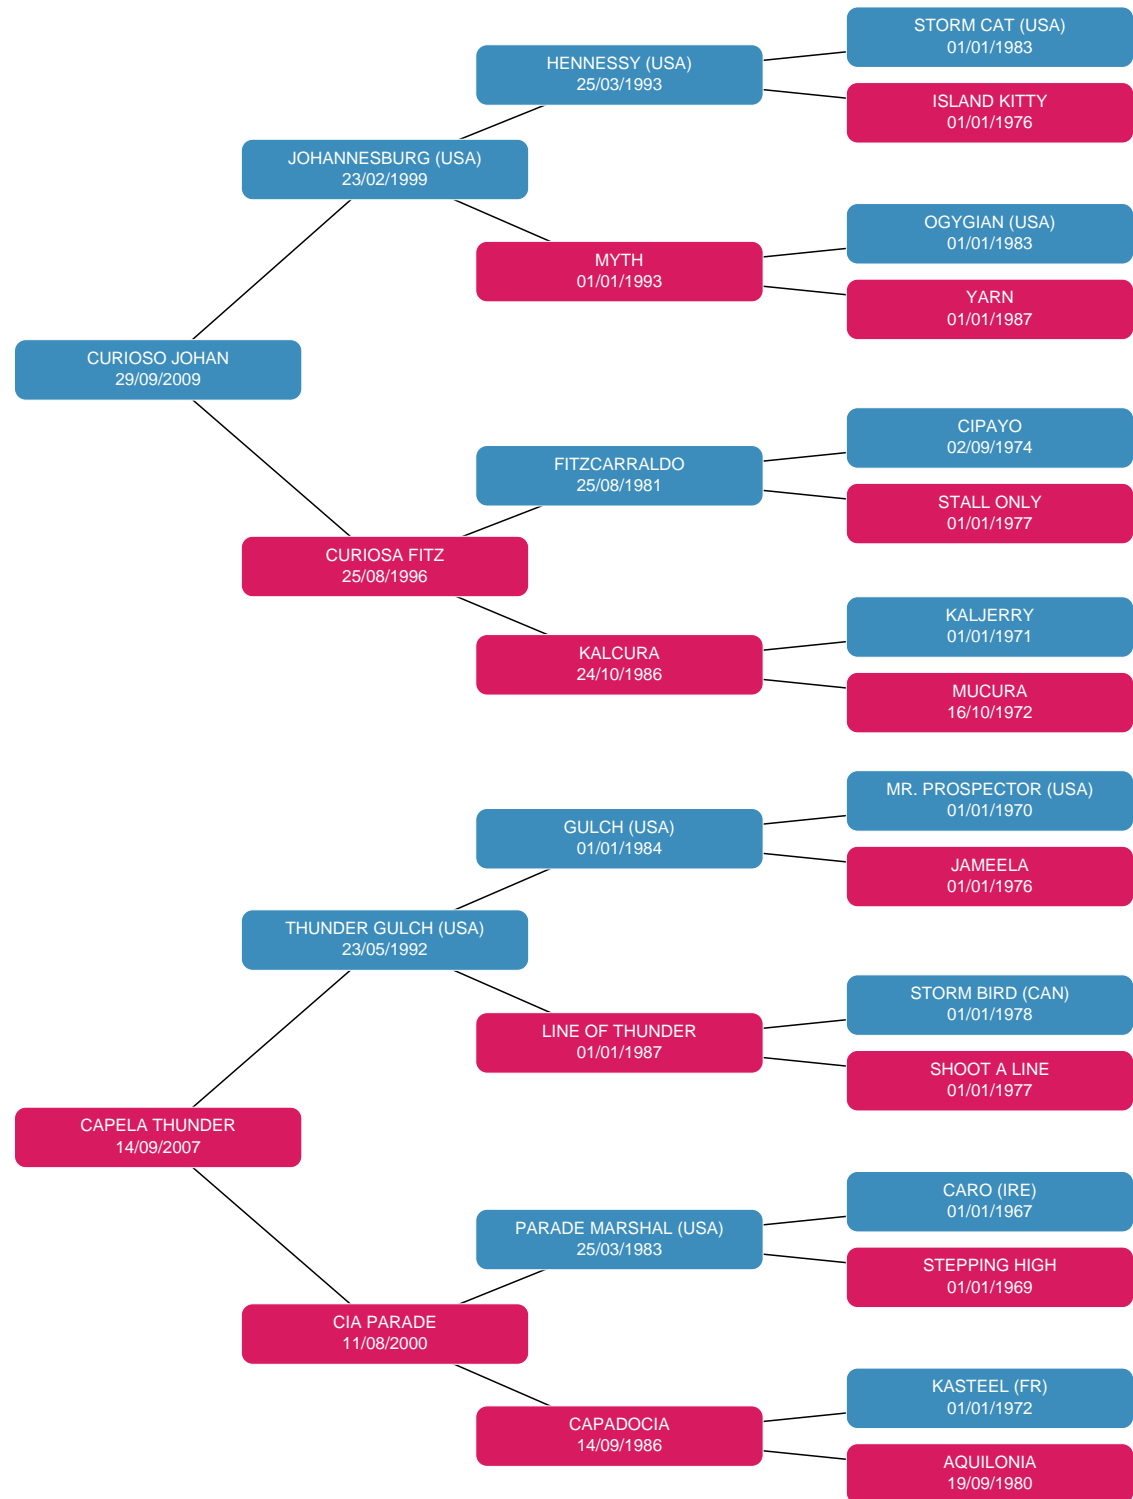 STORM CAT (USA)
01/01/1983
HENNESSY (USA)
25/03/1993
ISLAND KITTY
01/01/1976
JOHANNESBURG (USA)
23/02/1999
OGYGIAN (USA)
01/01/1983
MYTH
01/01/1993
YARN
01/01/1987
CURIOSO JOHAN
29/09/2009
CIPAYO
02/09/1974
FITZCARRALDO
25/08/1981
STALL ONLY
01/01/1977
CURIOSA FITZ
25/08/1996
KALJERRY
01/01/1971
KALCURA
24/10/1986
MUCURA
16/10/1972
MR. PROSPECTOR (USA)
01/01/1970
GULCH (USA)
01/01/1984
JAMEELA
01/01/1976
THUNDER GULCH (USA)
23/05/1992
STORM BIRD (CAN)
01/01/1978
LINE OF THUNDER
01/01/1987
SHOOT A LINE
01/01/1977
CAPELA THUNDER
14/09/2007
CARO (IRE)
01/01/1967
PARADE MARSHAL (USA)
25/03/1983
STEPPING HIGH
01/01/1969
CIA PARADE
11/08/2000
KASTEEL (FR)
01/01/1972
CAPADOCIA
14/09/1986
AQUILONIA
19/09/1980